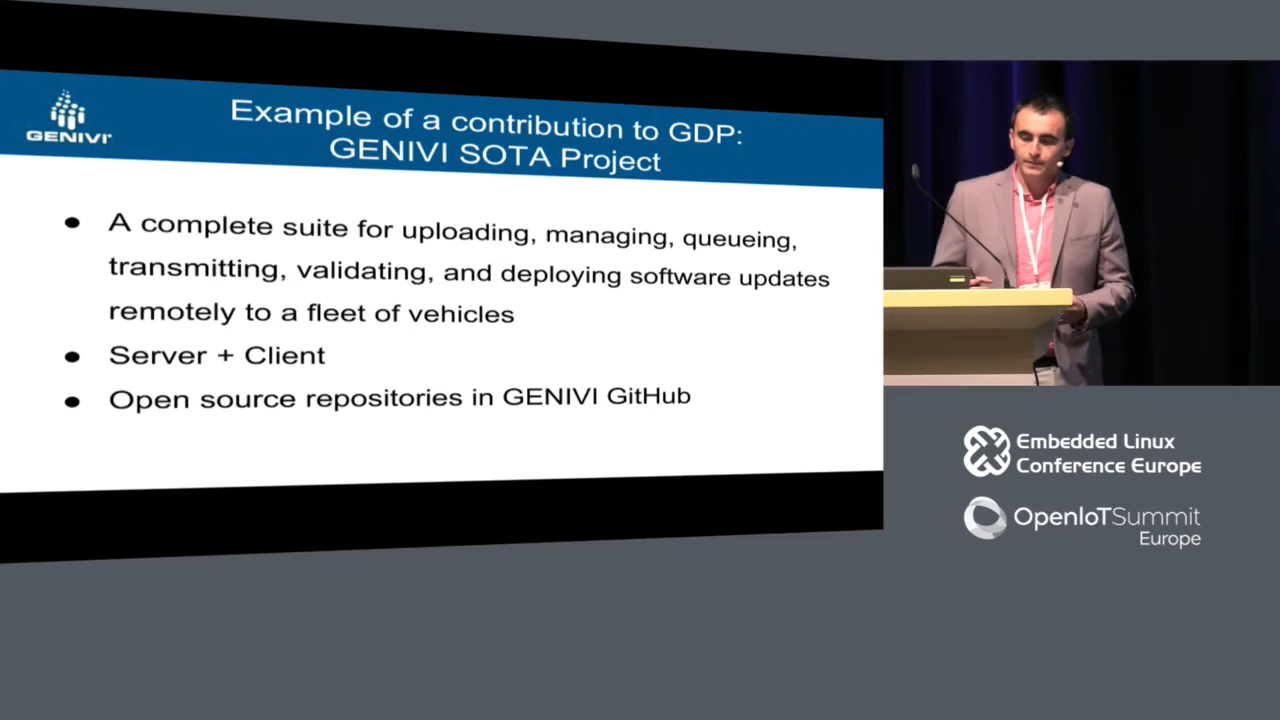 GENIVI®
Example of a contribution to GDP:
GENIVI SOTA Project
● A complete suite for uploading, managing, queueing,
transmitting, validating, and deploying software updates
remotely to a fleet of vehicles
● Server + Client
● Open source repositories in GENIVI GitHub
Embedded Linux
Conference Europe
OpenIoTSummit
Europe